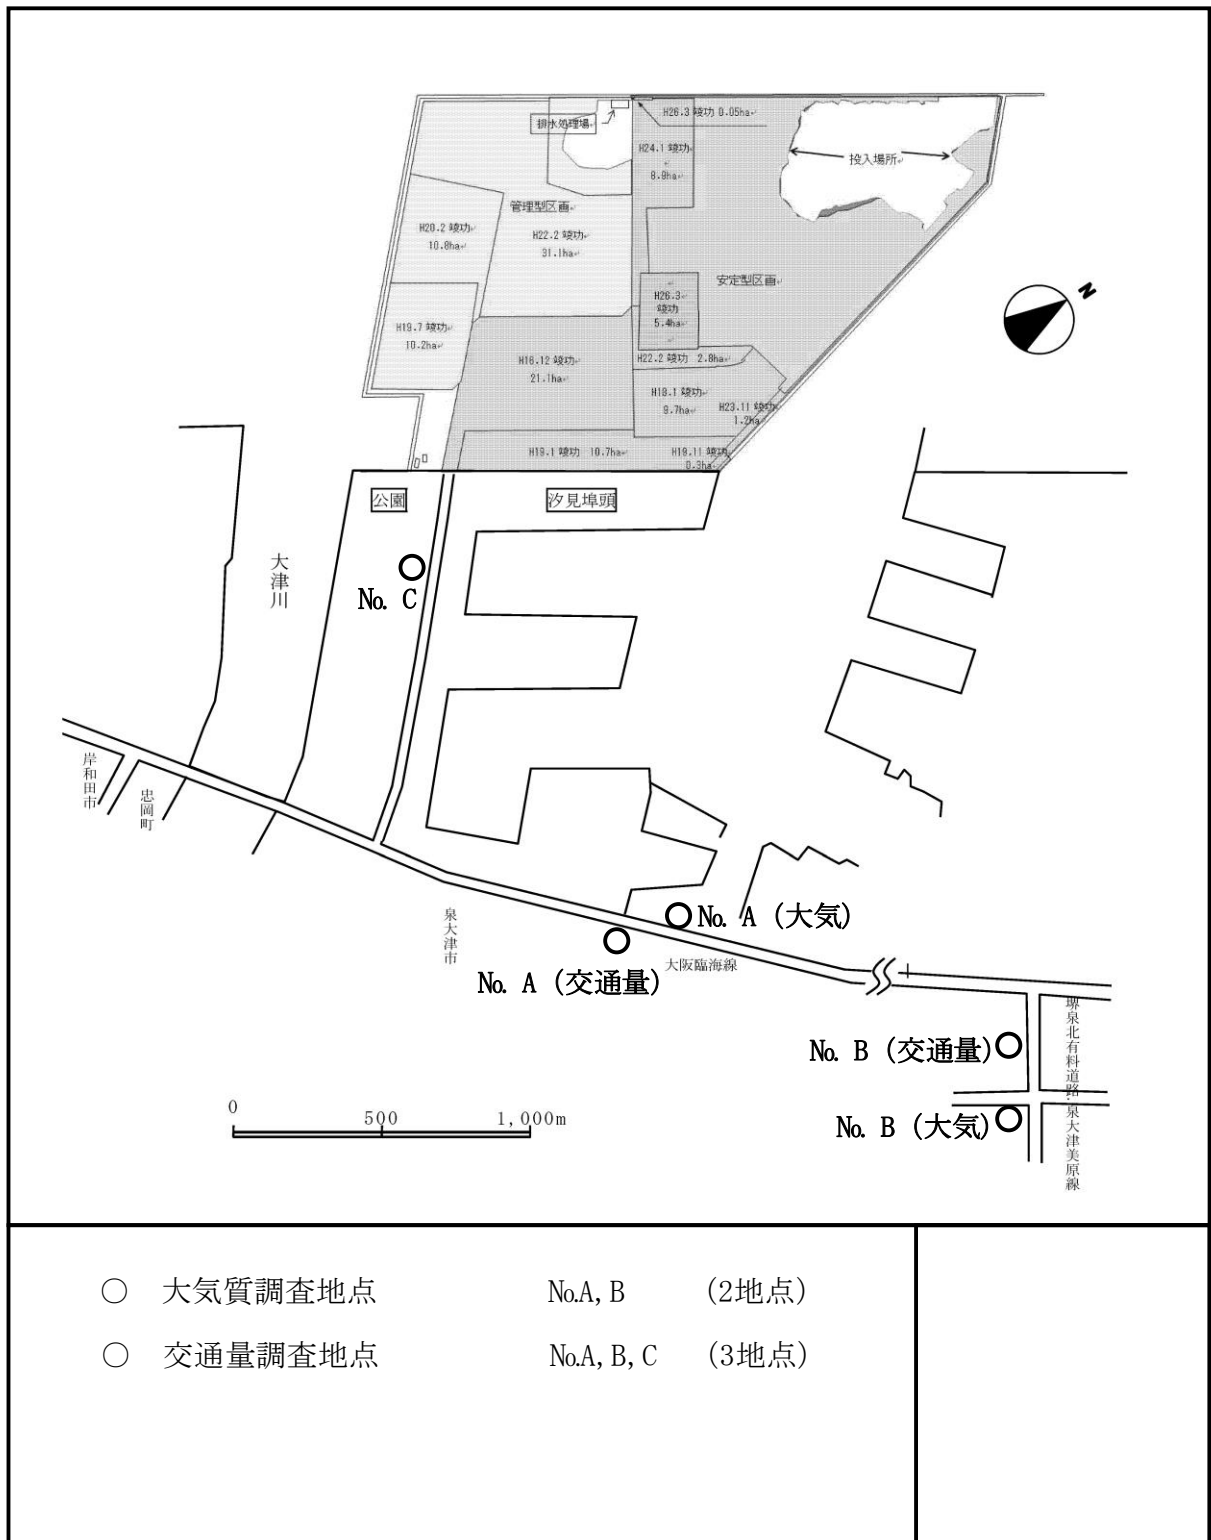 H26.3 竣功 0.05ha
排水処理場
H24.1 竣功
8.9ha
投入場所
管理型区画
H20.2 竣功
10.8ha
H22.2 竣功
31.1ha
安定型区画
H26.3
竣功
5.4ha
N
H19.7 竣功
10.2ha
H16.12 竣功
21.1ha
H22.2 竣功 2.8ha
H18.1 竣功
9.7ha
H23.11 竣功
1.2ha
H19.1 竣功 10.7ha
H18.11 竣功
0.3ha
公園
汐見埠頭
大津川
No. C
岸和田市
忠岡町
泉大津市
No. A (大気)
大阪臨海線
No. A (交通量)
堺泉北有料道路・泉大津美原線
No. B (交通量)
No. B (大気)
0 500 1,000m
○ 大気質調査地点 No.A, B (2地点)
○ 交通量調査地点 No.A, B, C (3地点)